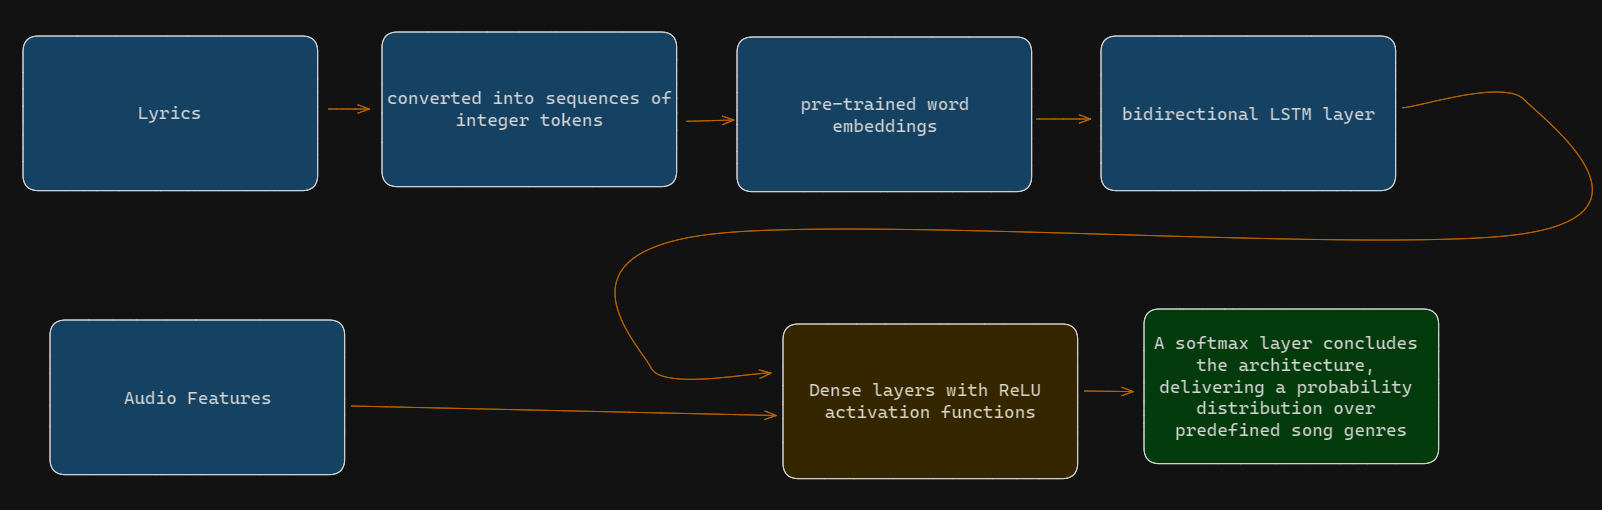 Lyrics
converted into sequences of
integer tokens
pre-trained word
embeddings
bidirectional LSTM layer
Audio Features
Dense layers with ReLU
activation functions
A softmax layer concludes
the architecture,
delivering a probability
distribution over
predefined song genres